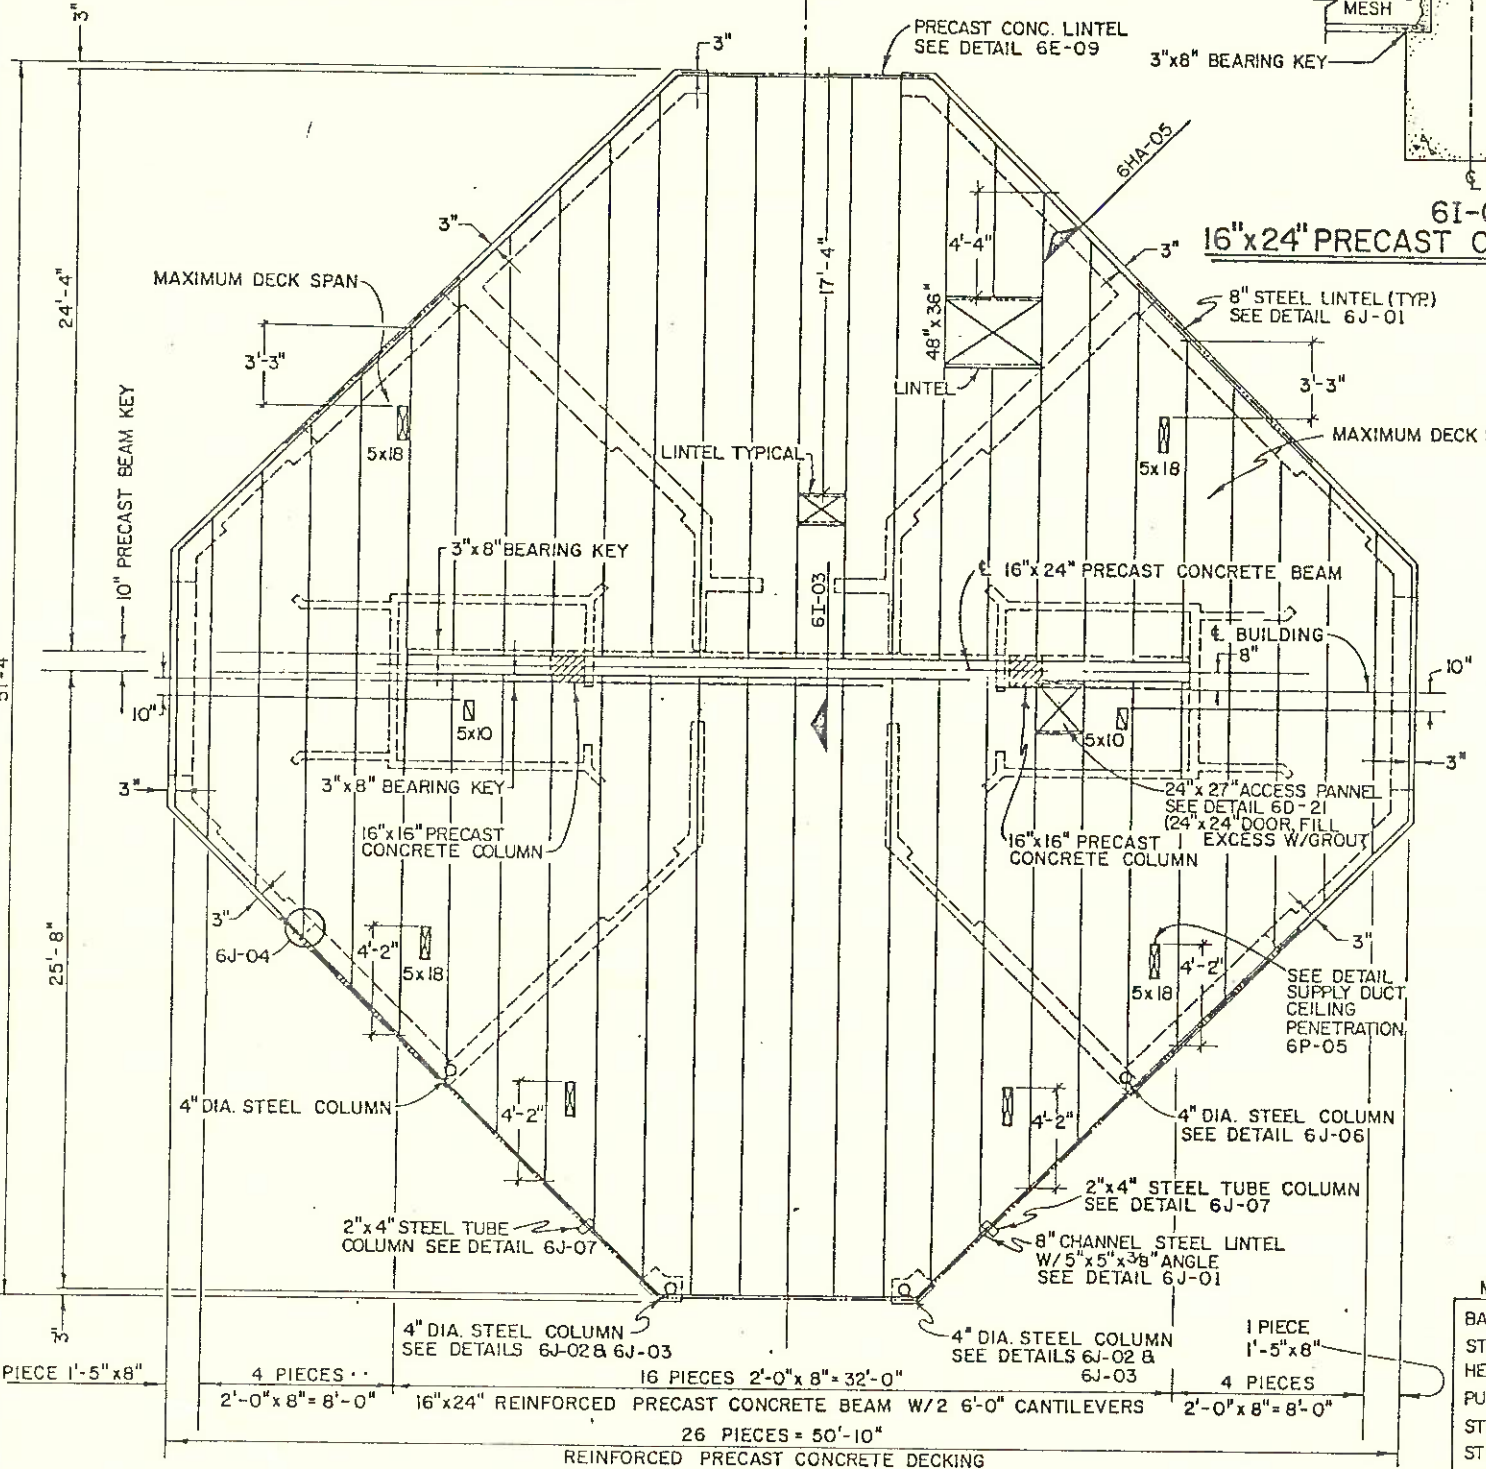 3"
PRECAST CONC. LINTEL
SEE DETAIL 6E-09
MESH
3"x8" BEARING KEY
3"
6HA-05
16"x24" PRECAST
3"
4'-4"
17'-4"
3"
24'-4"
MAXIMUM DECK SPAN
8" STEEL LINTEL (TYP.)
SEE DETAIL 6J-01
48"x36"
3'-3"
LINTEL
3'-3"
10" PRECAST BEAM KEY
5x18
LINTEL TYPICAL
5x18
MAXIMUM DECK
3"x8" BEARING KEY
℄ 16"x24" PRECAST CONCRETE BEAM
6I-03
℄ BUILDING
8"
10"
10"
5x10
5x10
3"x8" BEARING KEY
3"
3"
24"x27" ACCESS PANNEL
SEE DETAIL 6D-21
(24"x24" DOOR, FILL
EXCESS W/GROUT
16"x16" PRECAST
CONCRETE COLUMN
16"x16" PRECAST
CONCRETE COLUMN
3"
6J-04
4'-2"
5x18
25'-8"
3"
4'-2"
5x18
SEE DETAIL
SUPPLY DUCT
CEILING
PENETRATION
6P-05
4" DIA. STEEL COLUMN
4'-2"
4'-2"
4" DIA. STEEL COLUMN
SEE DETAIL 6J-06
2"x4" STEEL TUBE COLUMN
SEE DETAIL 6J-07
2"x4" STEEL TUBE
COLUMN SEE DETAIL 6J-07
8" CHANNEL STEEL LINTEL
W/5"x5"x3/8" ANGLE
SEE DETAIL 6J-01
3"
4" DIA. STEEL COLUMN
SEE DETAILS 6J-02 & 6J-03
4" DIA. STEEL COLUMN
SEE DETAILS 6J-02 &
6J-03
1 PIECE
1'-5"x8"
PIECE 1'-5"x8"
4 PIECES
2'-0"x8"=8'-0"
16 PIECES 2'-0"x8"=32'-0"
16"x24" REINFORCED PRECAST CONCRETE BEAM W/2 6'-0" CANTILEVERS
4 PIECES
2'-0"x8"=8'-0"
26 PIECES = 50'-10"
REINFORCED PRECAST CONCRETE DECKING
BA
ST
HE
PU
ST
ST